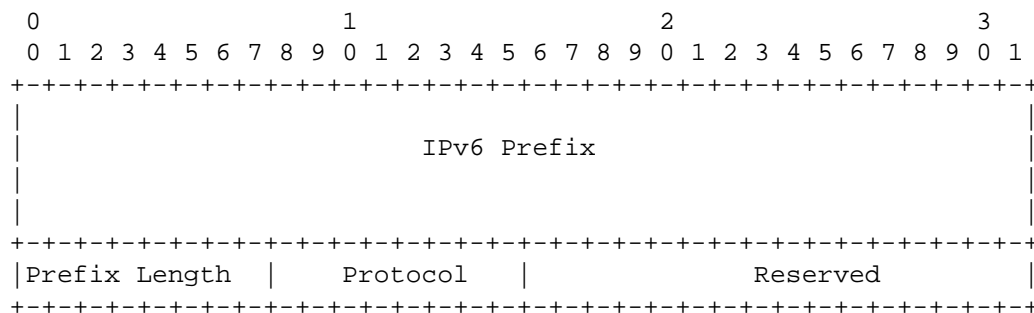 0                   1                   2                   3
0 1 2 3 4 5 6 7 8 9 0 1 2 3 4 5 6 7 8 9 0 1 2 3 4 5 6 7 8 9 0 1
+-+-+-+-+-+-+-+-+-+-+-+-+-+-+-+-+-+-+-+-+-+-+-+-+-+-+-+-+-+-+-+-+
|                                                               |
|                         IPv6 Prefix                           |
|                                                               |
|                                                               |
+-+-+-+-+-+-+-+-+-+-+-+-+-+-+-+-+-+-+-+-+-+-+-+-+-+-+-+-+-+-+-+-+
|Prefix Length  |    Protocol   |              Reserved         |
+-+-+-+-+-+-+-+-+-+-+-+-+-+-+-+-+-+-+-+-+-+-+-+-+-+-+-+-+-+-+-+-+